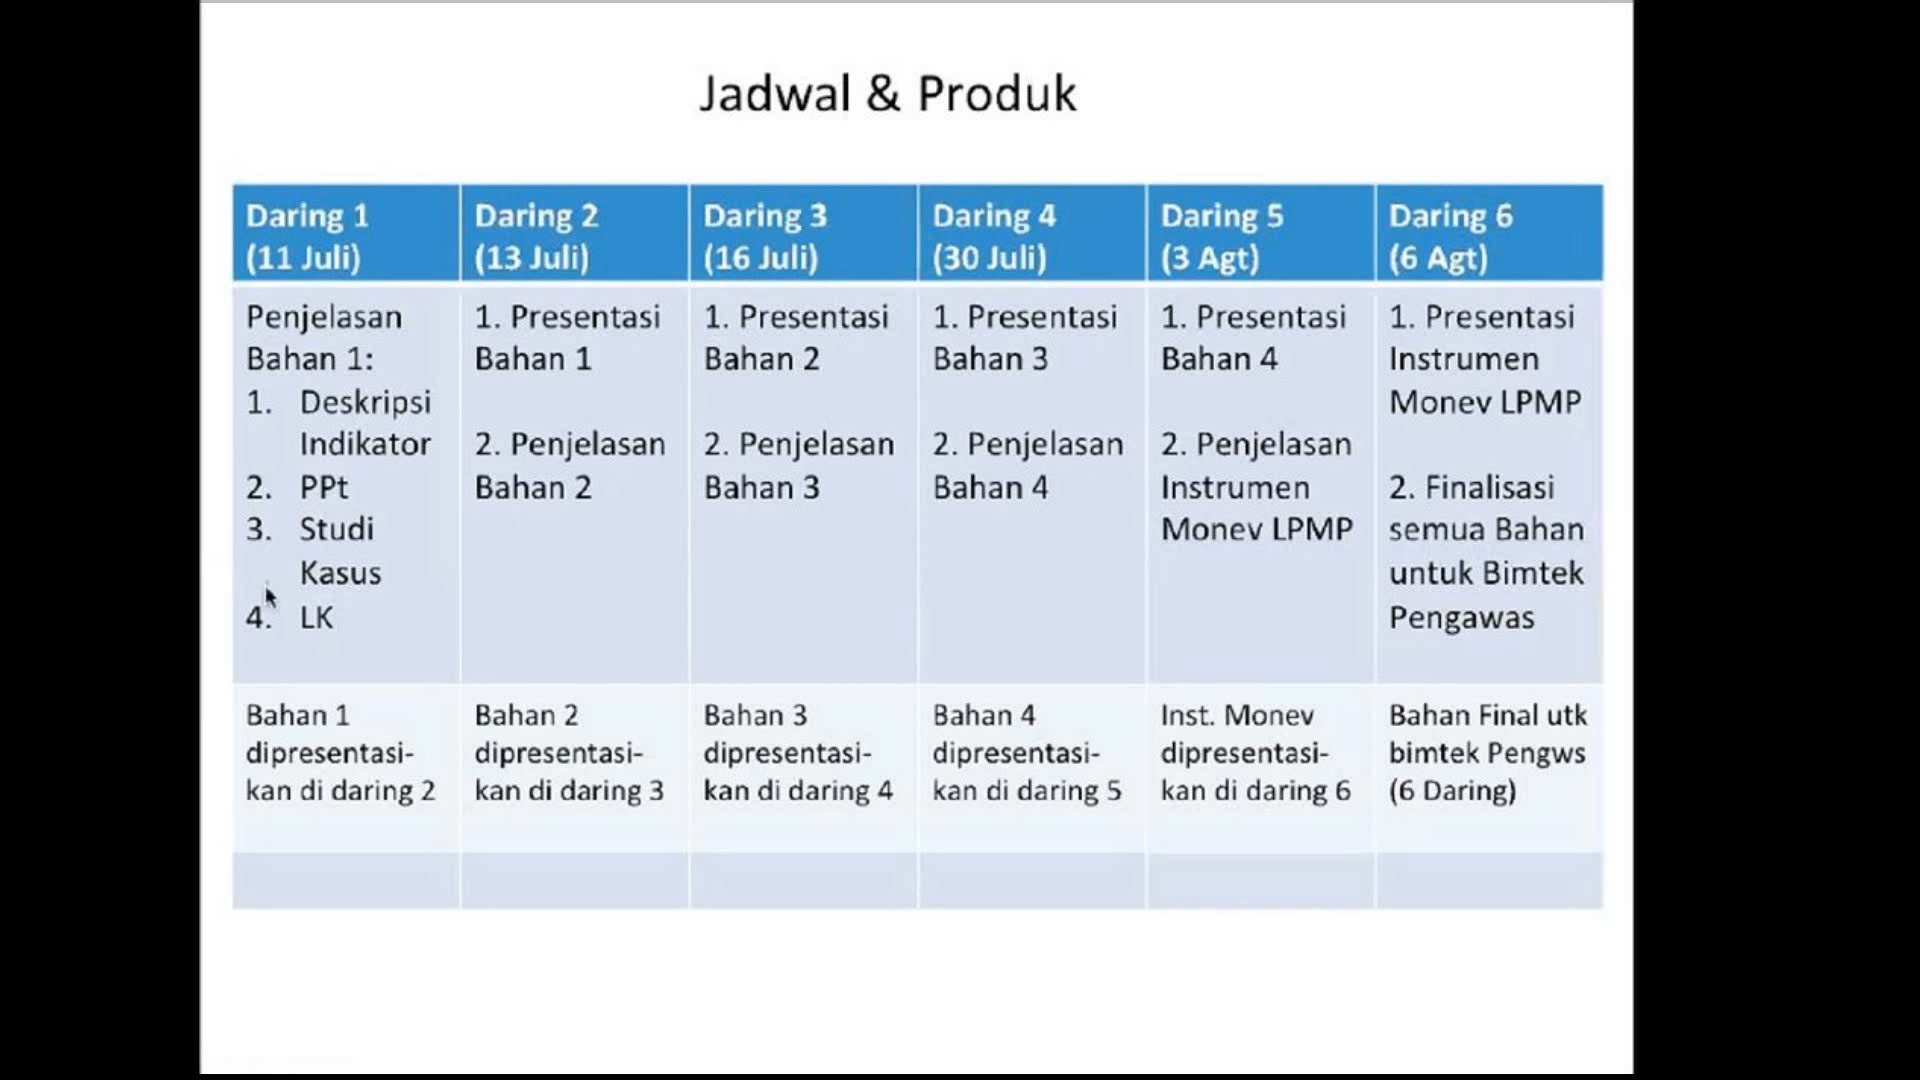 Jadwal & Produk
Daring 1
(11 Juli)
Daring 2
(13 Juli)
Daring 3
(16 Juli)
Daring 4
(30 Juli)
Daring 5
(3 Agt)
Daring 6
(6 Agt)
Penjelasan
Bahan 1:
1. Deskripsi
Indikator
2. PPt
3. Studi
Kasus
4. LK
1. Presentasi
Bahan 1
2. Penjelasan
Bahan 2
1. Presentasi
Bahan 2
2. Penjelasan
Bahan 3
1. Presentasi
Bahan 3
2. Penjelasan
Bahan 4
1. Presentasi
Bahan 4
2. Penjelasan
Instrumen
Monev LPMP
1. Presentasi
Instrumen
Monev LPMP
2. Finalisasi
semua Bahan
untuk Bimtek
Pengawas
Bahan 1
dipresentasi-
kan di daring 2
Bahan 2
dipresentasi-
kan di daring 3
Bahan 3
dipresentasi-
kan di daring 4
Bahan 4
dipresentasi-
kan di daring 5
Inst. Monev
dipresentasi-
kan di daring 6
Bahan Final utk
bimtek Pengws
(6 Daring)